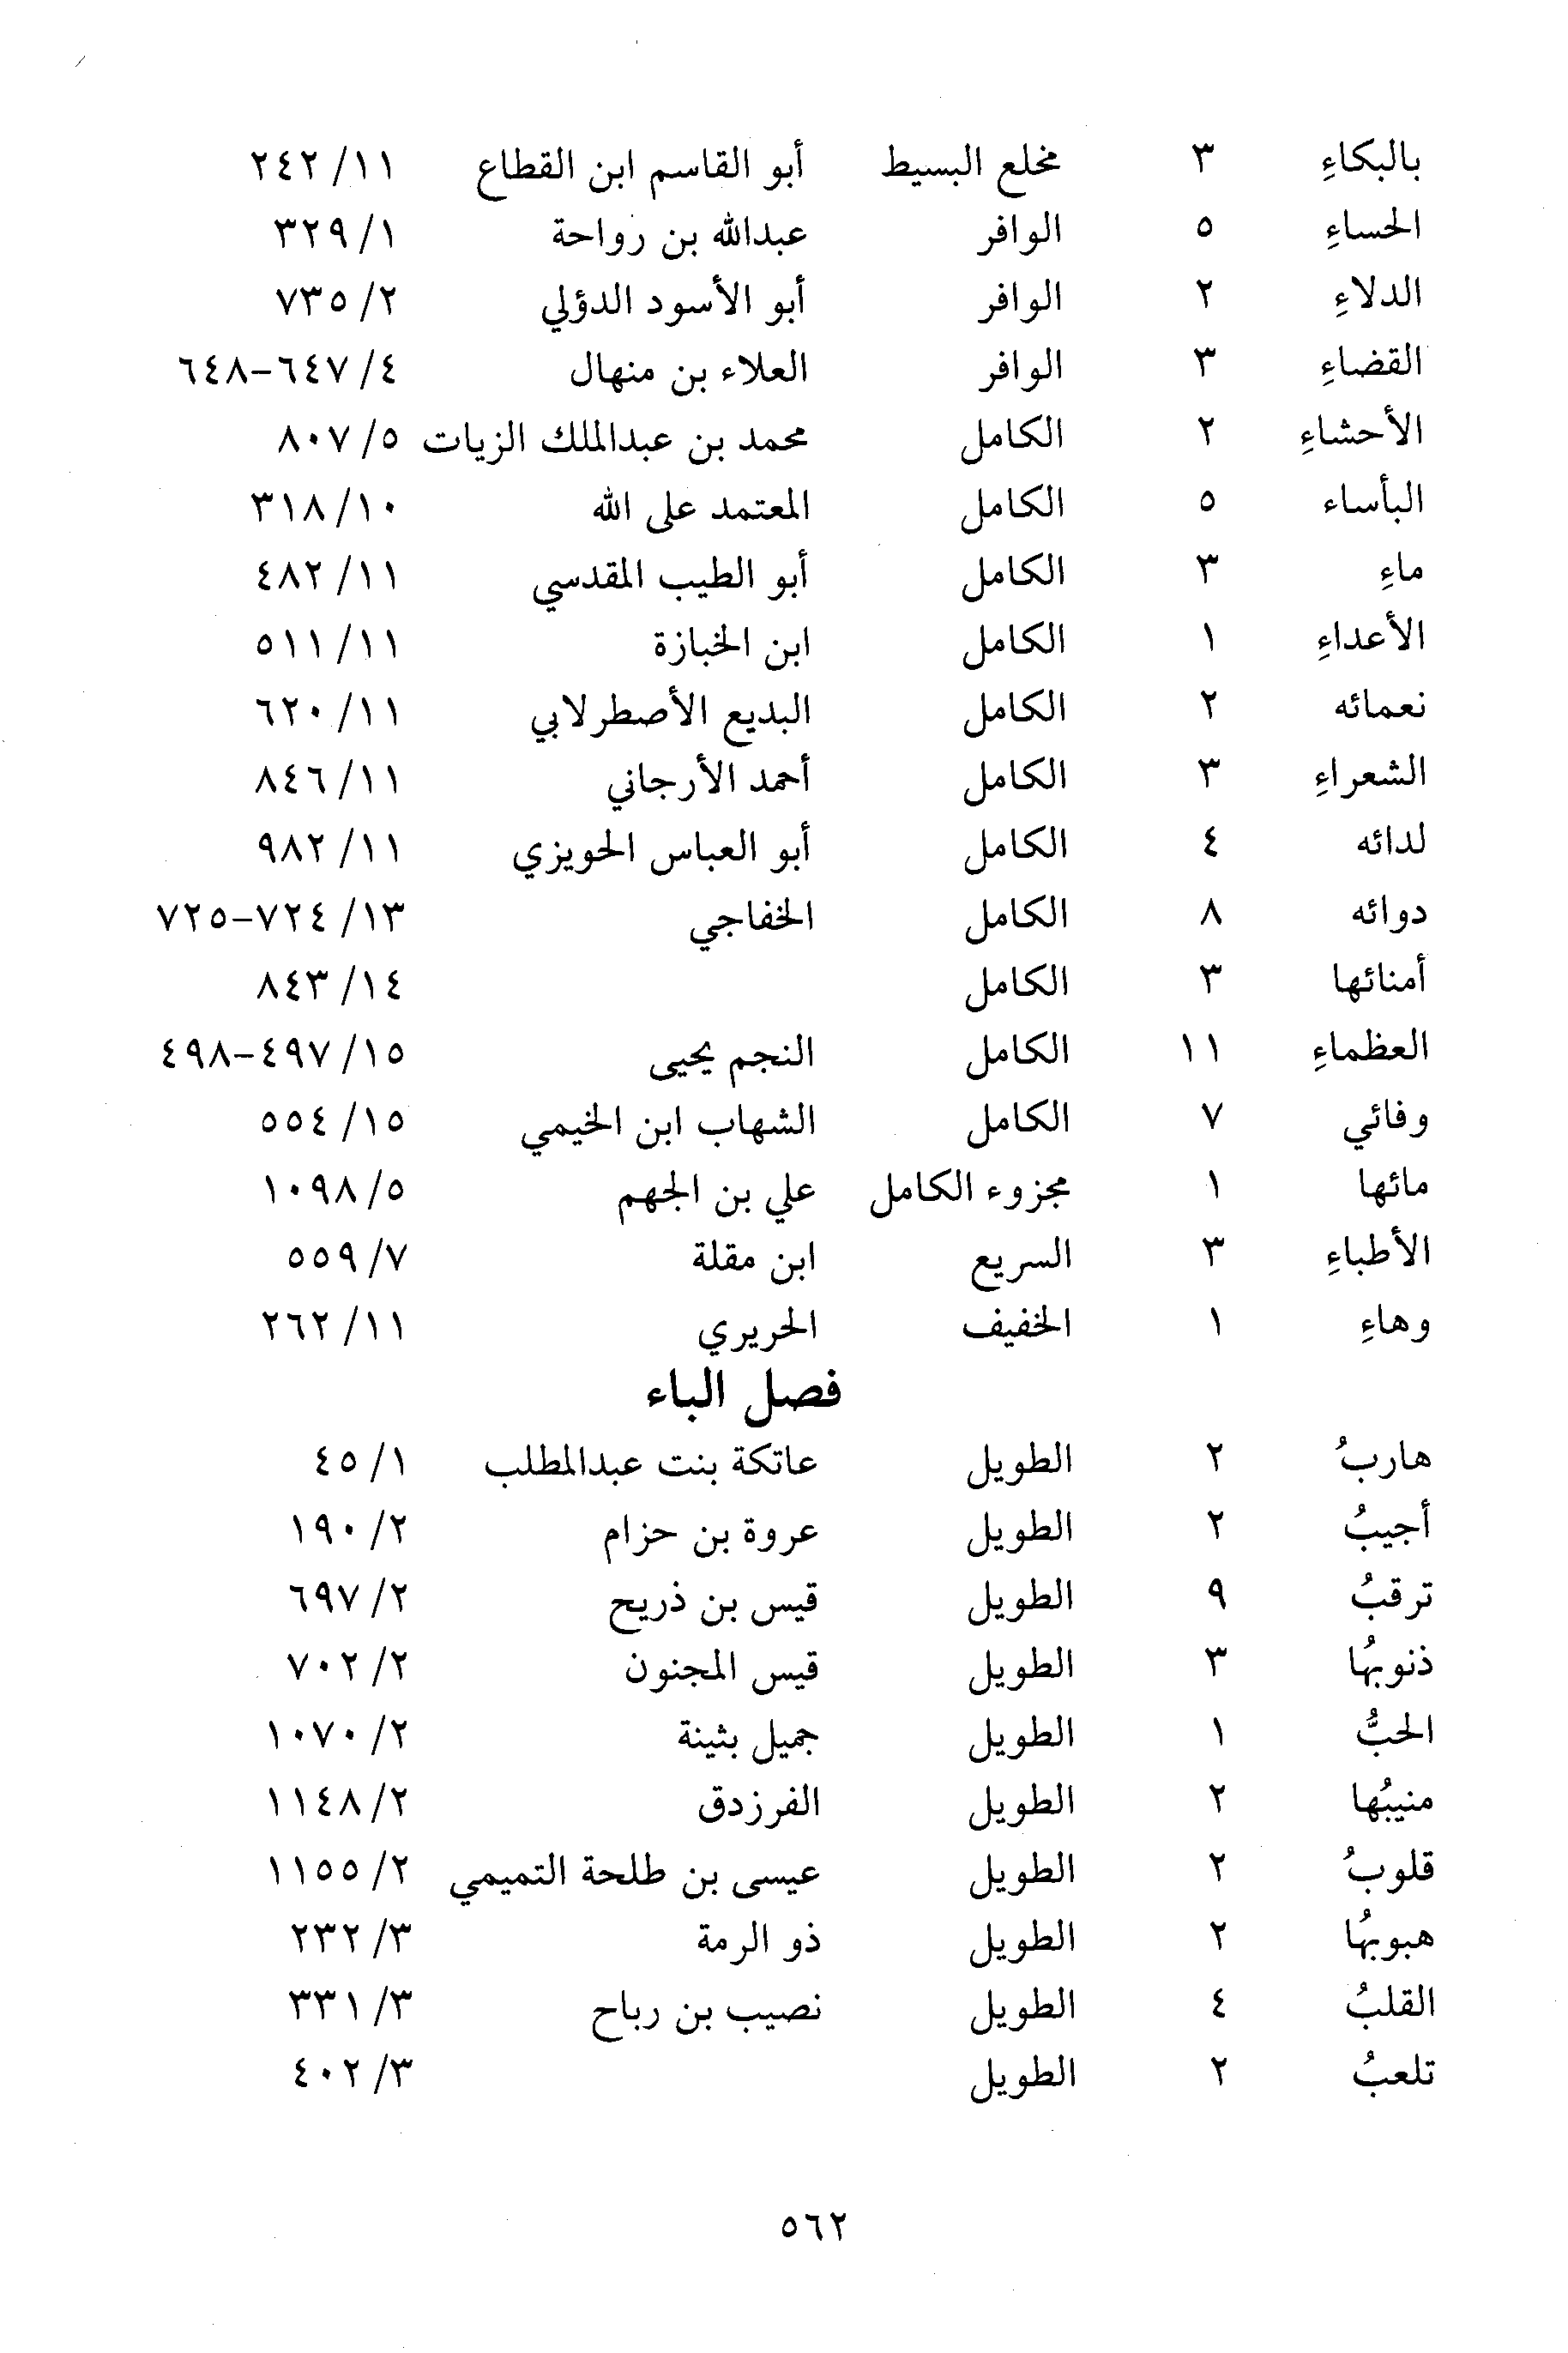 بالبكاءِ ٣ مخلع البسيط أبو القاسم ابن القطاع ١١/ ٢٤٢
الحساءِ ٥ الوافر عبدالله بن رواحة ١/ ٣٢٩
الدلاءِ ٢ الوافر أبو الأسود الدؤلي ٢/ ٧٣٥
القضاءِ ٣ الوافر العلاء بن منهال ٤/ ٦٤٧-٦٤٨
الأحشاءِ ٢ الكامل محمد بن عبدالملك الزيات ٥/ ٨٠٧
البأساء ٥ الكامل المعتمد على الله ١٠/ ٣١٨
ماءِ ٣ الكامل أبو الطيب المقدسي ١١/ ٤٨٢
الأعداءِ ١ الكامل ابن الخبازة ١١/ ٥١١
نعمائه ٢ الكامل البديع الأصطرلابي ١١/ ٦٢٠
الشعراءِ ٣ الكامل أحمد الأرجاني ١١/ ٨٤٦
لدائه ٤ الكامل أبو العباس الحويزي ١١/ ٩٨٢
دوائه ٨ الكامل الخفاجي ١٣/ ٧٢٤-٧٢٥
أمنائها ٣ الكامل ١٤/ ٨٤٣
العظماءِ ١١ الكامل النجم يحيى ١٥/ ٤٩٧-٤٩٨
وفائي ٧ الكامل الشهاب ابن الخيمي ١٥/ ٥٥٤
مائها ١ مجزوء الكامل علي بن الجهم ٥/ ١٠٩٨
الأطباءِ ٣ السريع ابن مقلة ٧/ ٥٥٩
وهاءِ ١ الخفيف الحريري ١١/ ٢٦٢
فصل الباء
هاربُ ٢ الطويل عاتكة بنت عبدالمطلب ١/ ٤٥
أجيبُ ٢ الطويل عروة بن حزام ٢/ ١٩٠
ترقبُ ٩ الطويل قيس بن ذريح ٢/ ٦٩٧
ذنوبهُا ٣ الطويل قيس المجنون ٢/ ٧٠٢
الحبُّ ١ الطويل جميل بثينة ٢/ ١٠٧٠
منيبُها ٢ الطويل الفرزدق ٢/ ١١٤٨
قلوبُ ٢ الطويل عيسى بن طلحة التميمي ٢/ ١١٥٥
هبوبهُا ٢ الطويل ذو الرمة ٣/ ٢٣٢
القلبُ ٤ الطويل نصيب بن رباح ٣/ ٣٣١
تلعبُ ٢ الطويل ٣/ ٤٠٢
٥٦٢